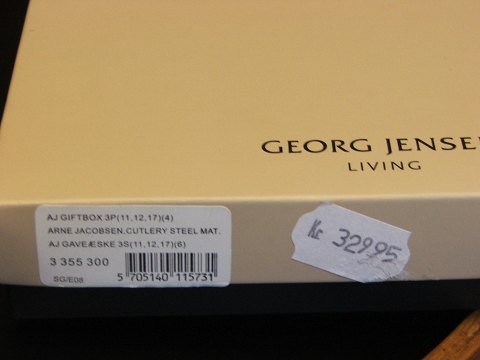 GEORG JENSE
LIVING
AJ GIFTBOX 3P(11,12,17)(4)
ARNE JACOBSEN.CUTLERY STEEL MAT.
AJ GAVEÆSKE 3S(11,12,17)(6)
3 355 300
SG/E08
5 705140 115731
Kr 329.95